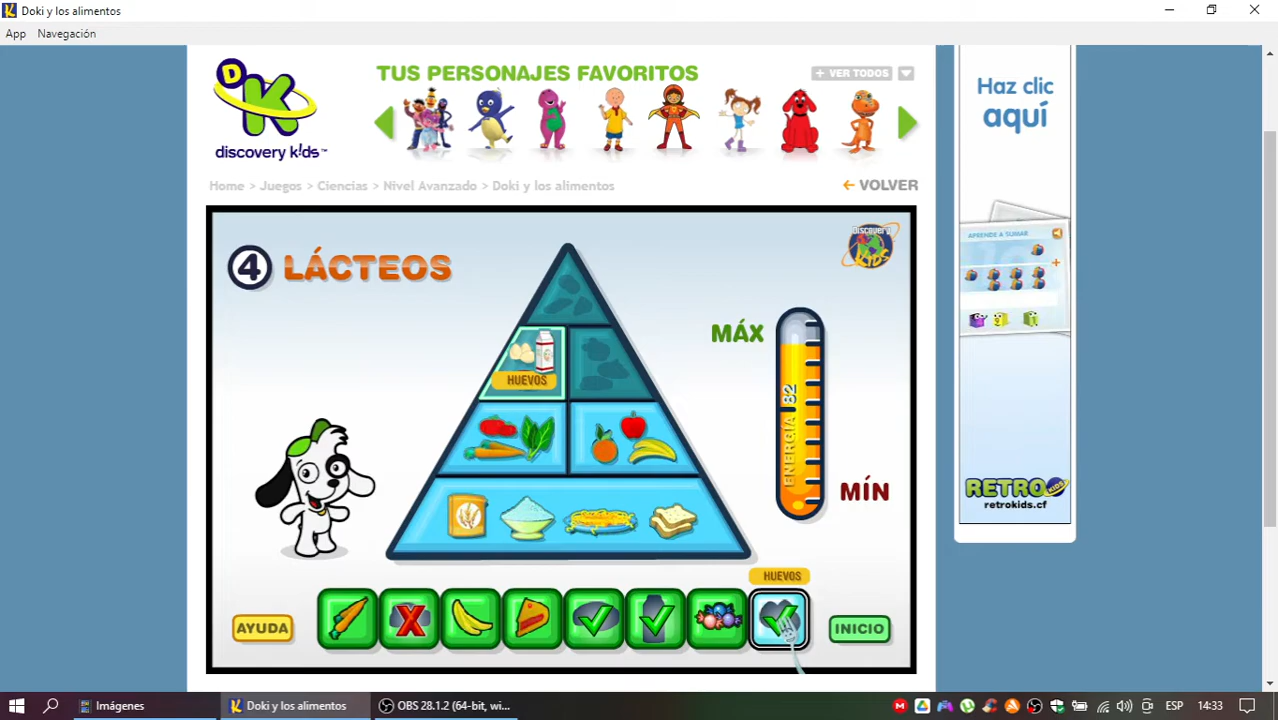 Doki y los alimentos
App Navegación
D
K
discovery k!ds™
TUS PERSONAJES FAVORITOS
+ VER TODOS
Home > Juegos > Ciencias > Nivel Avanzado > Doki y los alimentos
← VOLVER
Haz clic
aquí
APRENDE A SUMAR
+
RETRO KIDS
retrokids.cf
4 LÁCTEOS
Discovery
KIDS
MÁX
ENERGÍA 82
MÍN
HUEVOS
HUEVOS
AYUDA
INICIO
Imágenes
Doki y los alimentos
OBS 28.1.2 (64-bit, wi...
ESP
14:33